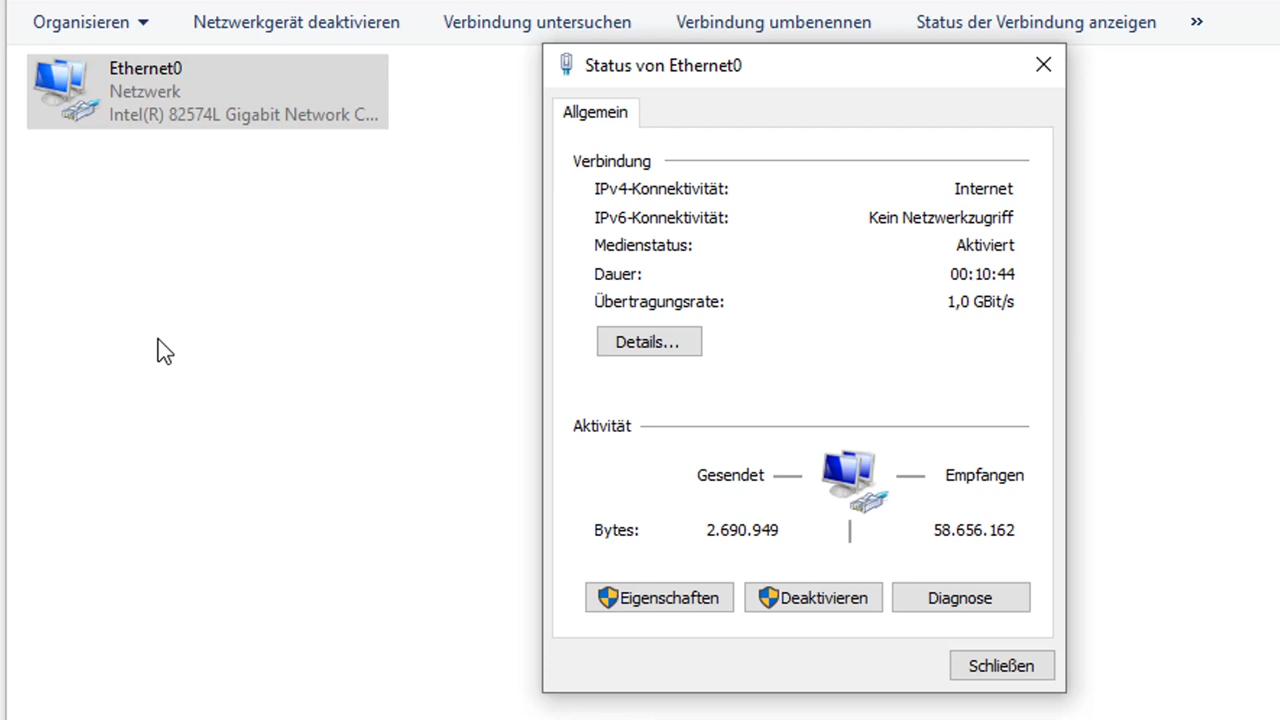 Organisieren Netzwerkgerät deaktivieren Verbindung untersuchen Verbindung umbenennen Status der Verbindung anzeigen »
Ethernet0
Netzwerk
Intel(R) 82574L Gigabit Network C...
Status von Ethernet0
Allgemein
Verbindung
IPv4-Konnektivität: Internet
IPv6-Konnektivität: Kein Netzwerkzugriff
Medienstatus: Aktiviert
Dauer: 00:10:44
Übertragungsrate: 1,0 GBit/s
Details...
Aktivität
Gesendet Empfangen
Bytes: 2.690.949 58.656.162
Eigenschaften Deaktivieren Diagnose
Schließen